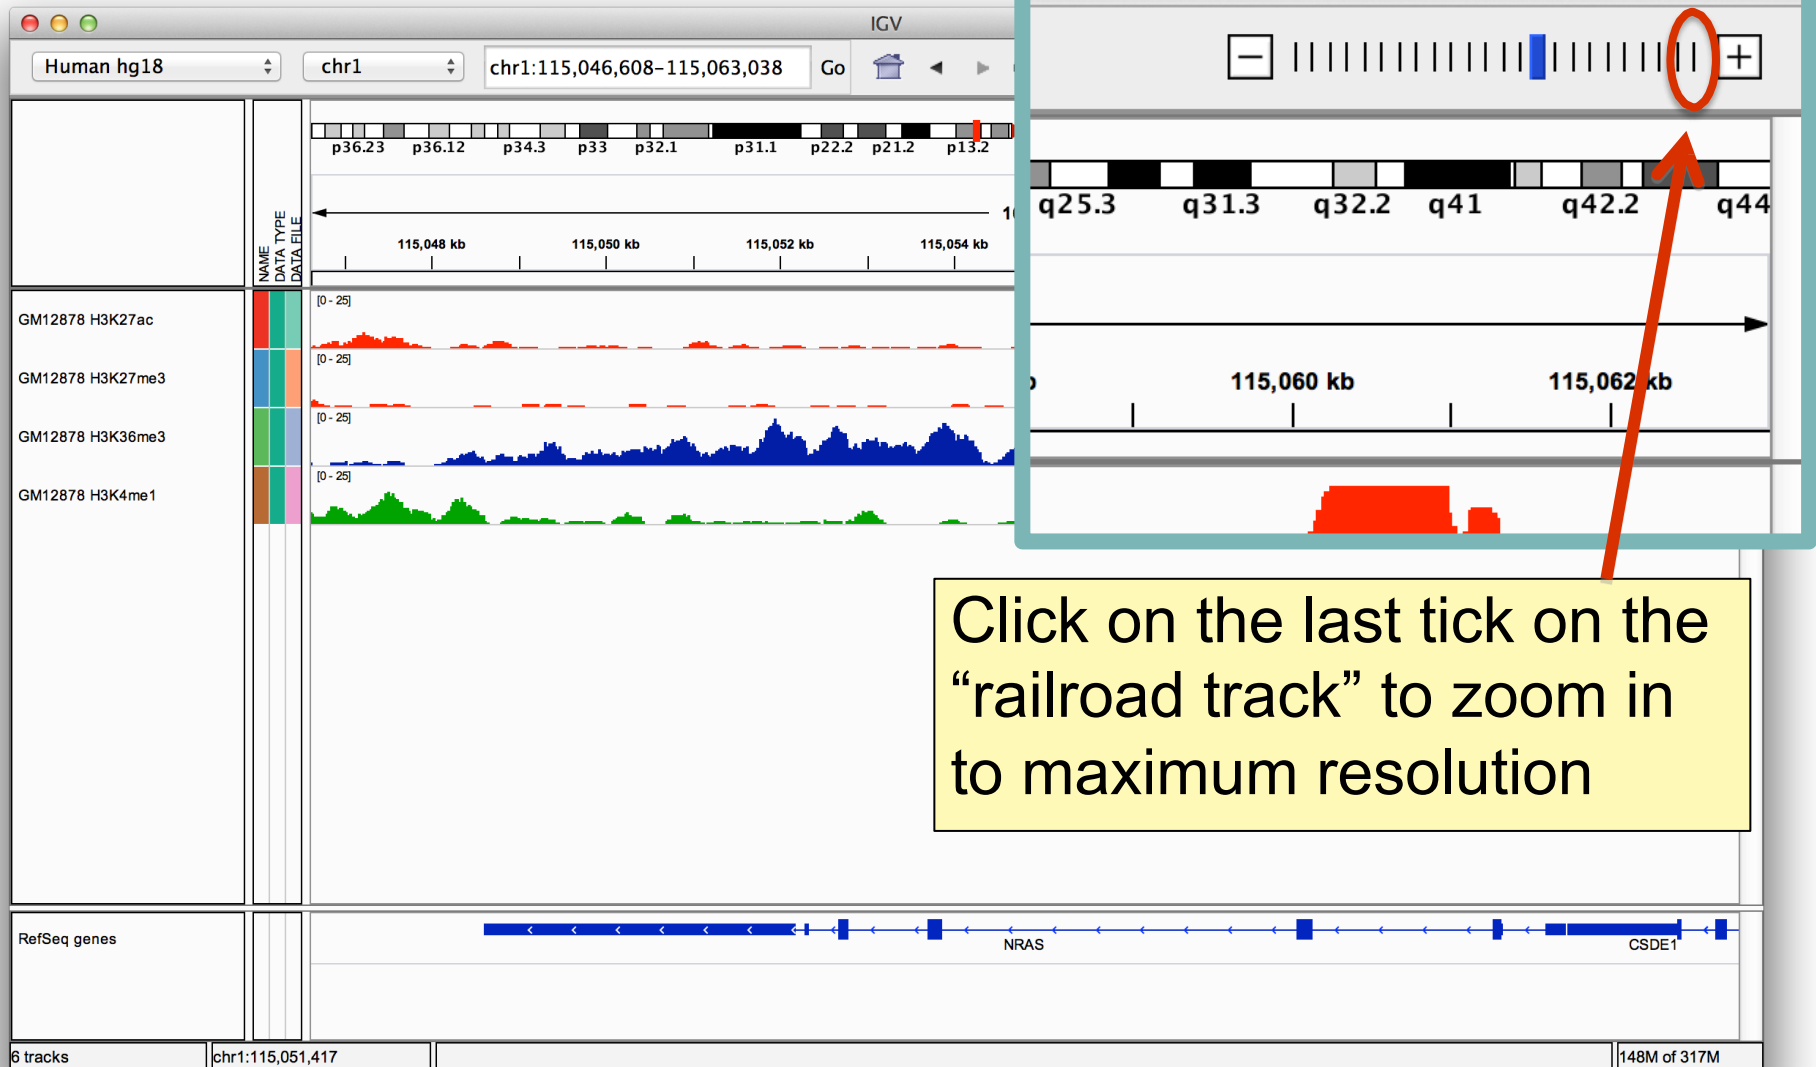 IGV
Human hg18
chr1
chr1:115,046,608-115,063,038
Go
p36.23 p36.12 p34.3 p33 p32.1 p31.1 p22.2 p21.2 p13.2
NAME
DATA TYPE
DATA FILE
115,048 kb 115,050 kb 115,052 kb 115,054 kb
q25.3 q31.3 q32.2 q41 q42.2 q44
115,060 kb 115,062 kb
GM12878 H3K27ac
[0 - 25]
GM12878 H3K27me3
[0 - 25]
GM12878 H3K36me3
[0 - 25]
GM12878 H3K4me1
[0 - 25]
Click on the last tick on the
“railroad track” to zoom in
to maximum resolution
RefSeq genes
NRAS
CSDE1
6 tracks
chr1:115,051,417
148M of 317M